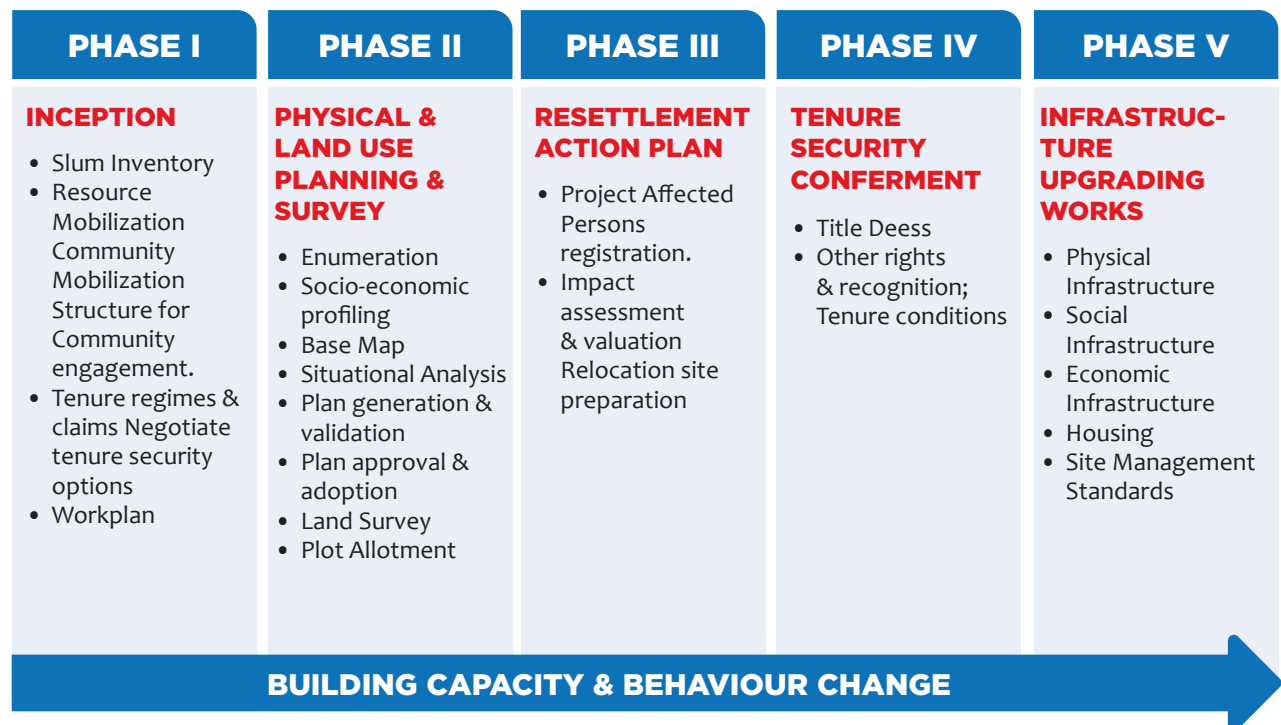 PHASE I
INCEPTION
• Slum Inventory
• Resource
Mobilization
Community
Mobilization
Structure for
Community
engagement.
• Tenure regimes &
claims Negotiate
tenure security
options
• Workplan
PHASE II
PHYSICAL &
LAND USE
PLANNING &
SURVEY
• Enumeration
• Socio-economic
profiling
• Base Map
• Situational Analysis
• Plan generation &
validation
• Plan approval &
adoption
• Land Survey
• Plot Allotment
PHASE III
RESETTLEMENT
ACTION PLAN
• Project Affected
Persons
registration.
• Impact
assessment
& valuation
Relocation site
preparation
PHASE IV
TENURE
SECURITY
CONFERMENT
• Title Deess
• Other rights
& recognition;
Tenure conditions
PHASE V
INFRASTRUC-
TURE
UPGRADING
WORKS
• Physical
Infrastructure
• Social
Infrastructure
• Economic
Infrastructure
• Housing
• Site Management
Standards
BUILDING CAPACITY & BEHAVIOUR CHANGE